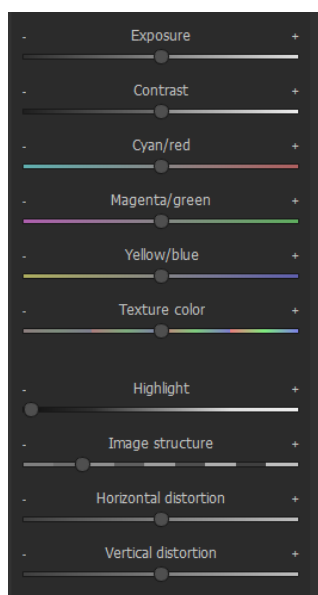 - Exposure +
- Contrast +
- Cyan/red +
- Magenta/green +
- Yellow/blue +
- Texture color +
- Highlight +
- Image structure +
- Horizontal distortion +
- Vertical distortion +